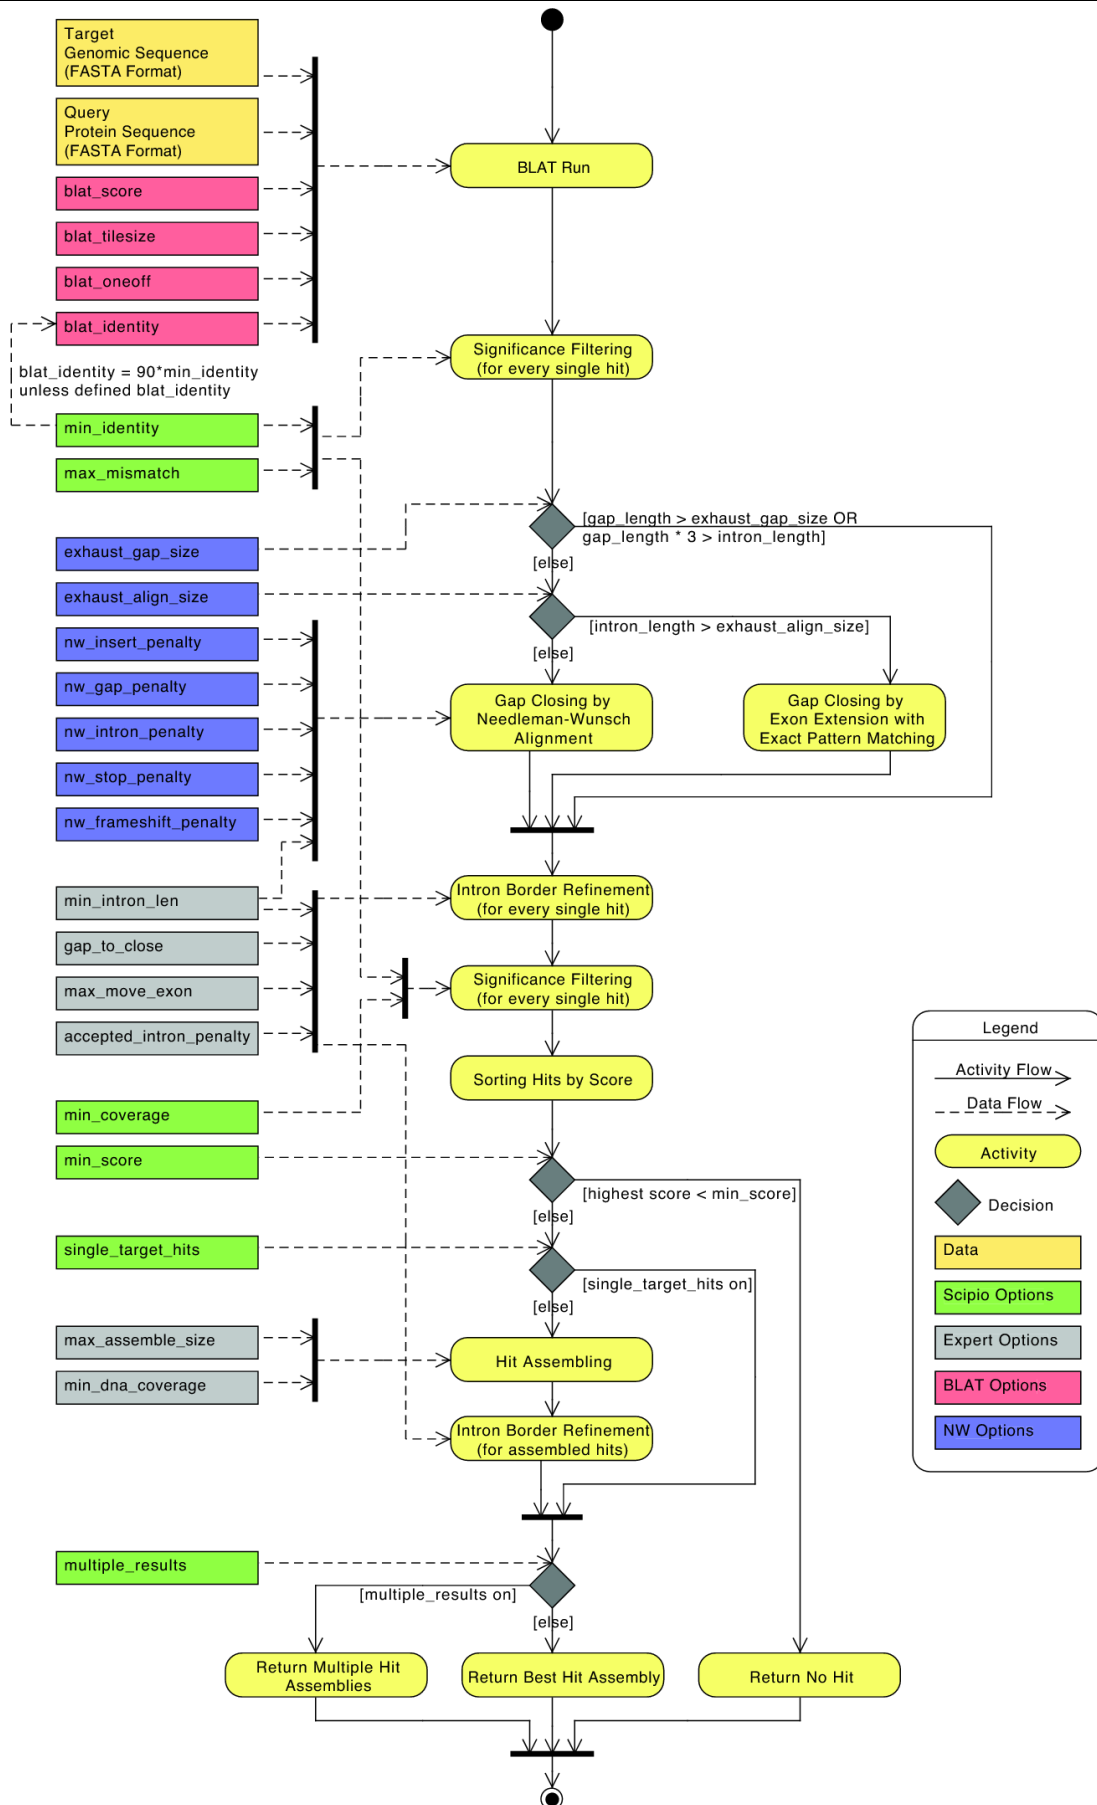 Target
Genomic Sequence
(FASTA Format)
Query
Protein Sequence
(FASTA Format)
BLAT Run
blat_score
blat_tilesize
blat_oneoff
blat_identity
Significance Filtering
(for every single hit)
blat_identity = 90*min_identity
unless defined blat_identity
min_identity
max_mismatch
[gap_length > exhaust_gap_size OR
gap_length * 3 > intron_length]
exhaust_gap_size
[else]
exhaust_align_size
[intron_length > exhaust_align_size]
nw_insert_penalty
[else]
nw_gap_penalty
Gap Closing by
Needleman-Wunsch
Alignment
Gap Closing by
Exon Extension with
Exact Pattern Matching
nw_intron_penalty
nw_stop_penalty
nw_frameshift_penalty
min_intron_len
Intron Border Refinement
(for every single hit)
gap_to_close
max_move_exon
Significance Filtering
(for every single hit)
accepted_intron_penalty
Sorting Hits by Score
min_coverage
min_score
[highest score < min_score]
[else]
single_target_hits
[single_target_hits on]
[else]
max_assemble_size
Hit Assembling
min_dna_coverage
Intron Border Refinement
(for assembled hits)
multiple_results
[multiple_results on]
[else]
Return Multiple Hit
Assemblies
Return Best Hit Assembly
Return No Hit
Legend
Activity Flow
Data Flow
Activity
Decision
Data
Scipio Options
Expert Options
BLAT Options
NW Options